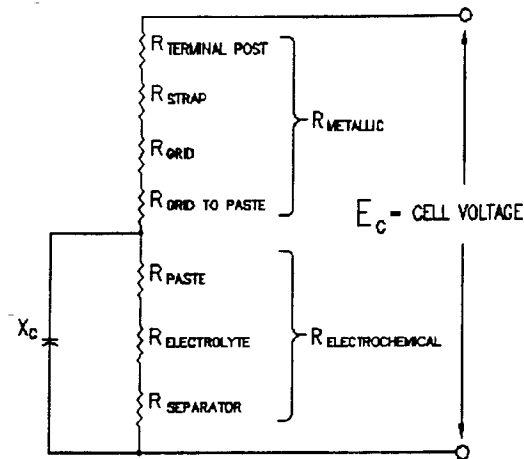 R TERMINAL POST
R STRAP
R METALLIC
R GRID
R GRID TO PASTE
E C = CELL VOLTAGE
R PASTE
X C
R ELECTROLYTE
R ELECTROCHEMICAL
R SEPARATOR